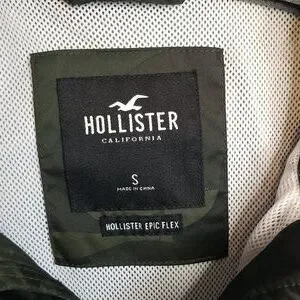 HOLLISTER
CALIFORNIA
S
MADE IN CHINA
HOLLISTER EPIC FLEX